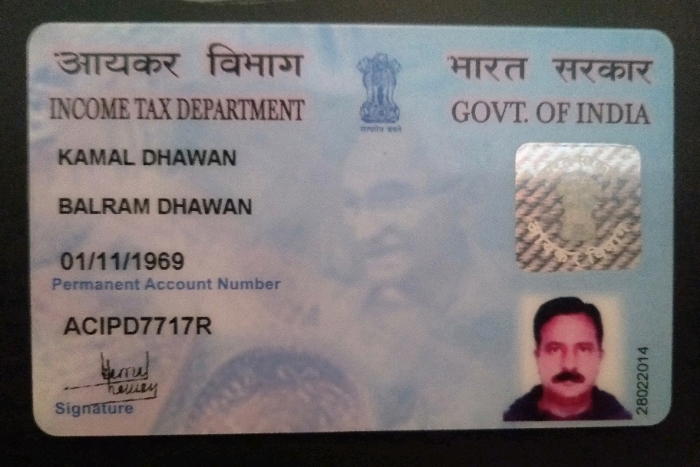 आयकर विभाग
INCOME TAX DEPARTMENT
भारत सरकार
GOVT. OF INDIA
सत्यमेव जयते
KAMAL DHAWAN
BALRAM DHAWAN
01/11/1969
Permanent Account Number
ACIPD7717R
Signature
आयकर विभाग
28022014